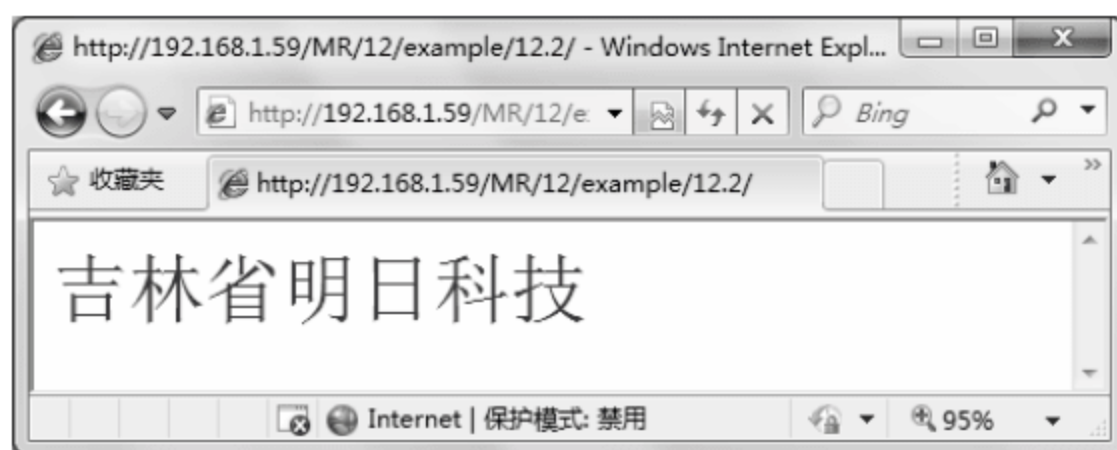 http://192.168.1.59/MR/12/example/12.2/ - Windows Internet Expl...
http://192.168.1.59/MR/12/e Bing
收藏夹 http://192.168.1.59/MR/12/example/12.2/
吉林省明日科技
Internet | 保护模式: 禁用 95%